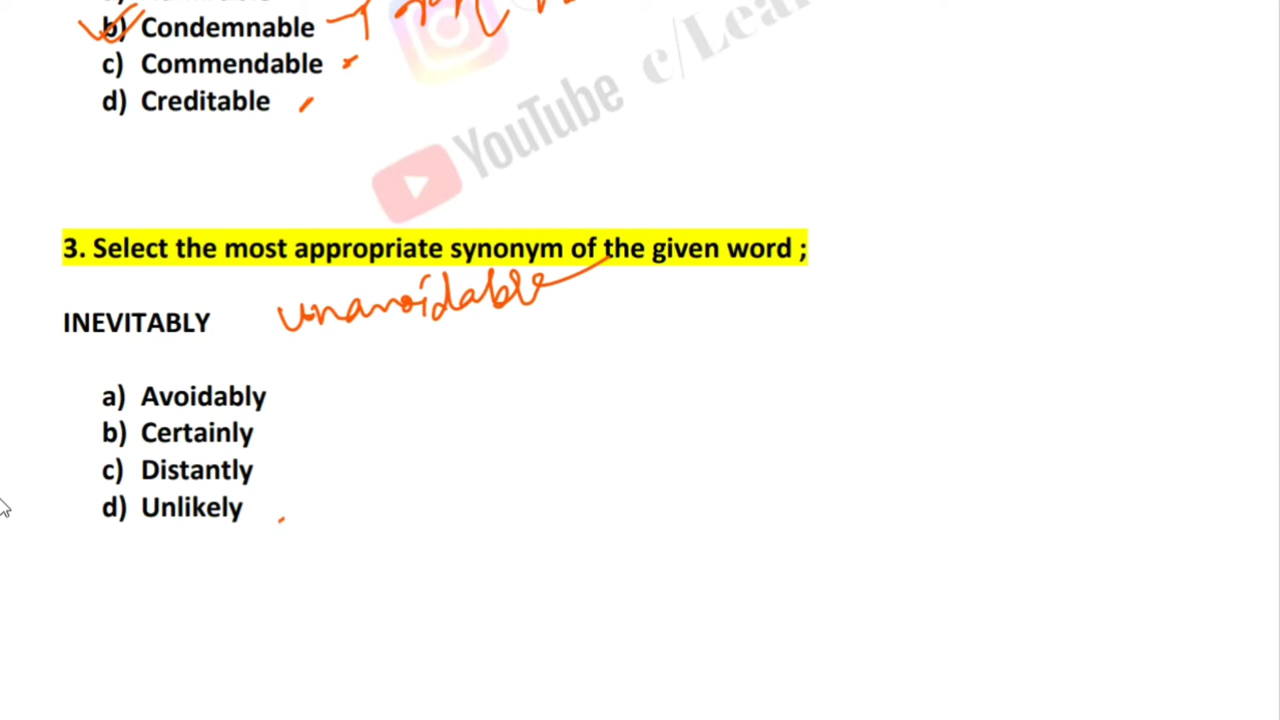 b) Condemnable
c) Commendable
d) Creditable
YouTube c/Lear
3. Select the most appropriate synonym of the given word ;
unavoidable
INEVITABLY
a) Avoidably
b) Certainly
c) Distantly
d) Unlikely